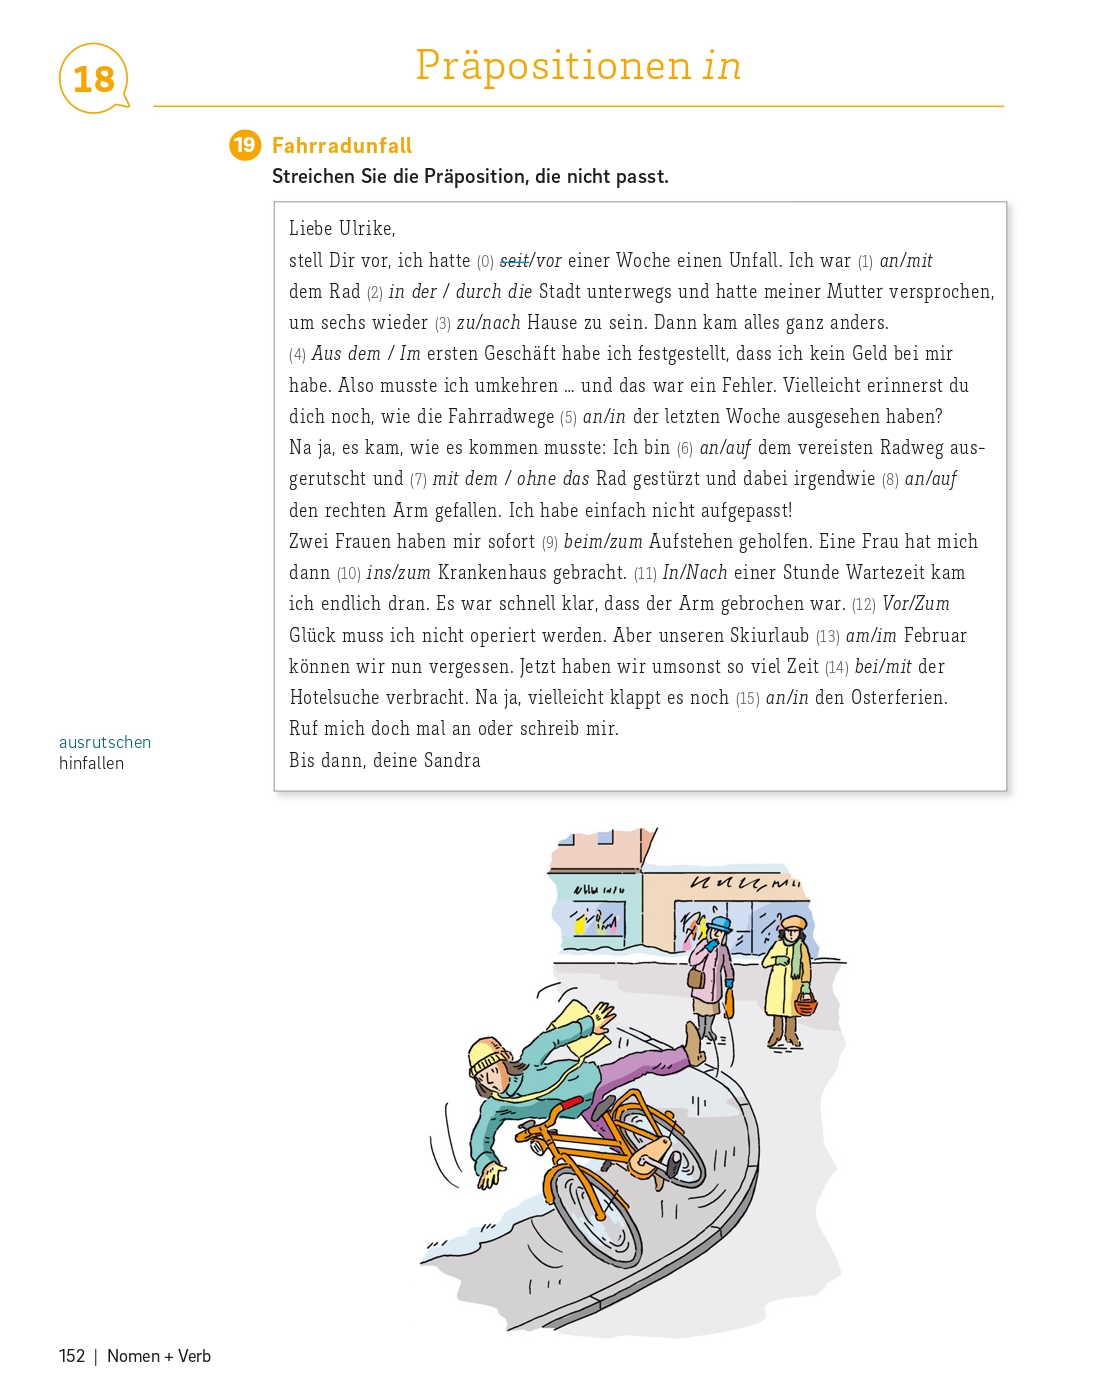 18
Präpositionen in
19 Fahrradunfall
Streichen Sie die Präposition, die nicht passt.
Liebe Ulrike,
stell Dir vor, ich hatte (0) seit/vor einer Woche einen Unfall. Ich war (1) an/mit
dem Rad (2) in der / durch die Stadt unterwegs und hatte meiner Mutter versprochen,
um sechs wieder (3) zu/nach Hause zu sein. Dann kam alles ganz anders.
(4) Aus dem / Im ersten Geschäft habe ich festgestellt, dass ich kein Geld bei mir
habe. Also musste ich umkehren ... und das war ein Fehler. Vielleicht erinnerst du
dich noch, wie die Fahrradwege (5) an/in der letzten Woche ausgesehen haben?
Na ja, es kam, wie es kommen musste: Ich bin (6) an/auf dem vereisten Radweg aus-
gerutscht und (7) mit dem / ohne das Rad gestürzt und dabei irgendwie (8) an/auf
den rechten Arm gefallen. Ich habe einfach nicht aufgepasst!
Zwei Frauen haben mir sofort (9) beim/zum Aufstehen geholfen. Eine Frau hat mich
dann (10) ins/zum Krankenhaus gebracht. (11) In/Nach einer Stunde Wartezeit kam
ich endlich dran. Es war schnell klar, dass der Arm gebrochen war. (12) Vor/Zum
Glück muss ich nicht operiert werden. Aber unseren Skiurlaub (13) am/im Februar
können wir nun vergessen. Jetzt haben wir umsonst so viel Zeit (14) bei/mit der
Hotelsuche verbracht. Na ja, vielleicht klappt es noch (15) an/in den Osterferien.
Ruf mich doch mal an oder schreib mir.
Bis dann, deine Sandra
ausrutschen
hinfallen
152 | Nomen + Verb